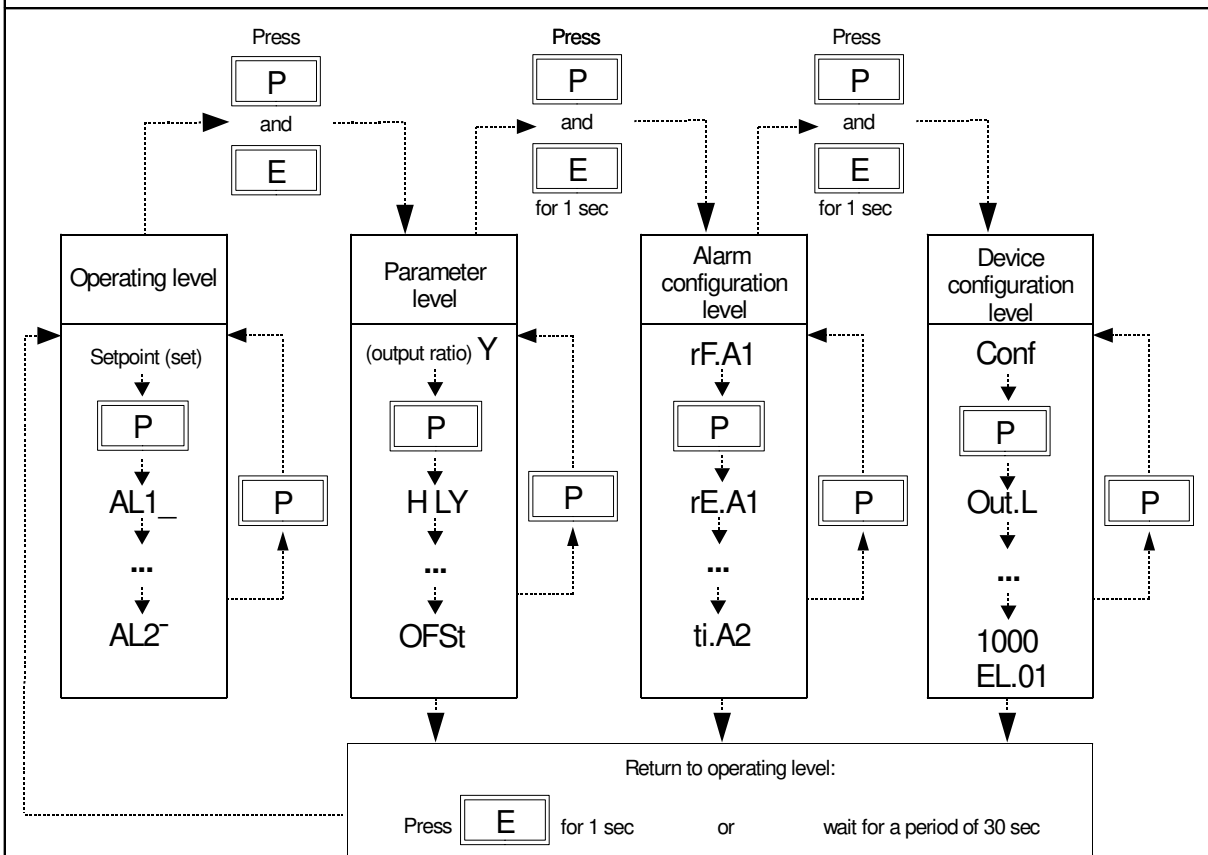 Press
P
and
E
Press
P
and
E
for 1 sec
Press
P
and
E
for 1 sec
Operating level
Setpoint (set)
P
AL1_
...
AL2¯
P
Parameter
level
(output ratio) Y
P
H LY
...
OFSt
P
Alarm
configuration
level
rF.A1
P
rE.A1
...
ti.A2
P
Device
configuration
level
Conf
P
Out.L
...
1000
EL.01
P
Return to operating level:
Press E for 1 sec or wait for a period of 30 sec